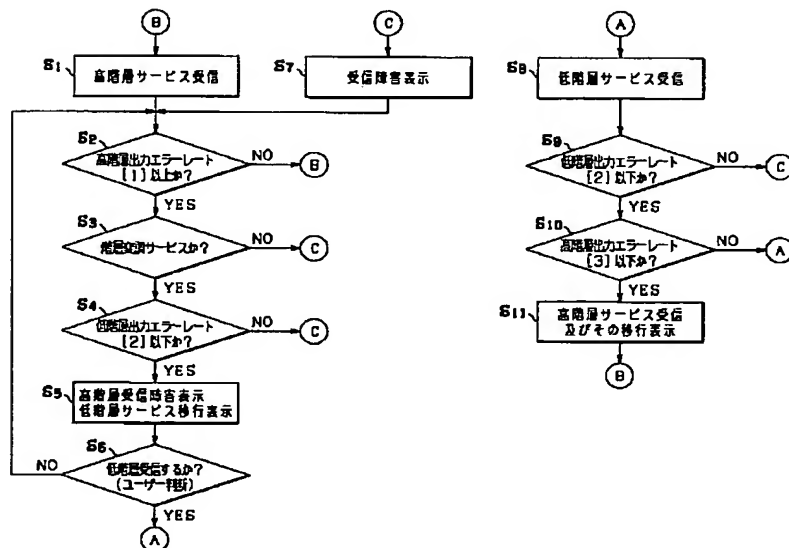 B
S1
高階層サービス受信
C
S7
受信障害表示
S2
高階層出力エラーレート
[1]以上か?
NO
B
YES
S3
階層変調サービスか?
NO
C
YES
S4
低階層出力エラーレート
[2]以下か?
NO
C
YES
S5
高階層受信障害表示
低階層サービス移行表示
S6
低階層受信するか?
(ユーザー判断)
NO
YES
A
A
S8
低階層サービス受信
S9
低階層出力エラーレート
[2]以下か?
NO
C
YES
S10
高階層出力エラーレート
[3]以下か?
NO
A
YES
S11
高階層サービス受信
及びその移行表示
B